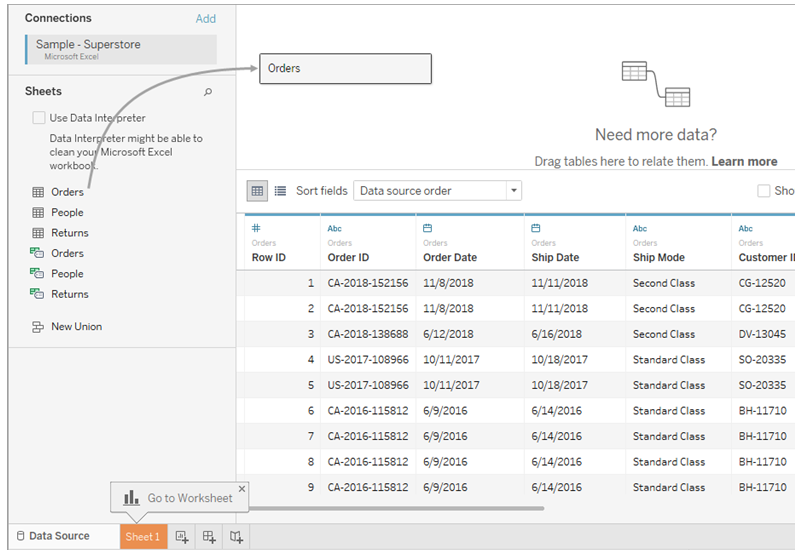 Connections Add
Sample - Superstore
Microsoft Excel
Sheets
Use Data Interpreter
Data Interpreter might be able to
clean your Microsoft Excel
workbook.
Orders
People
Returns
Orders
People
Returns
New Union
Orders
Need more data?
Drag tables here to relate them. Learn more
Sort fields Data source order Sho
# Abc Abc Abc
Orders Orders Orders Orders Orders Orders
Row ID Order ID Order Date Ship Date Ship Mode Customer I
1 CA-2018-152156 11/8/2018 11/11/2018 Second Class CG-12520
2 CA-2018-152156 11/8/2018 11/11/2018 Second Class CG-12520
3 CA-2018-138688 6/12/2018 6/16/2018 Second Class DV-13045
4 US-2017-108966 10/11/2017 10/18/2017 Standard Class SO-20335
5 US-2017-108966 10/11/2017 10/18/2017 Standard Class SO-20335
6 CA-2016-115812 6/9/2016 6/14/2016 Standard Class BH-11710
7 CA-2016-115812 6/9/2016 6/14/2016 Standard Class BH-11710
8 CA-2016-115812 6/9/2016 6/14/2016 Standard Class BH-11710
9 CA-2016-115812 6/9/2016 6/14/2016 Standard Class BH-11710
Go to Worksheet
Data Source Sheet 1